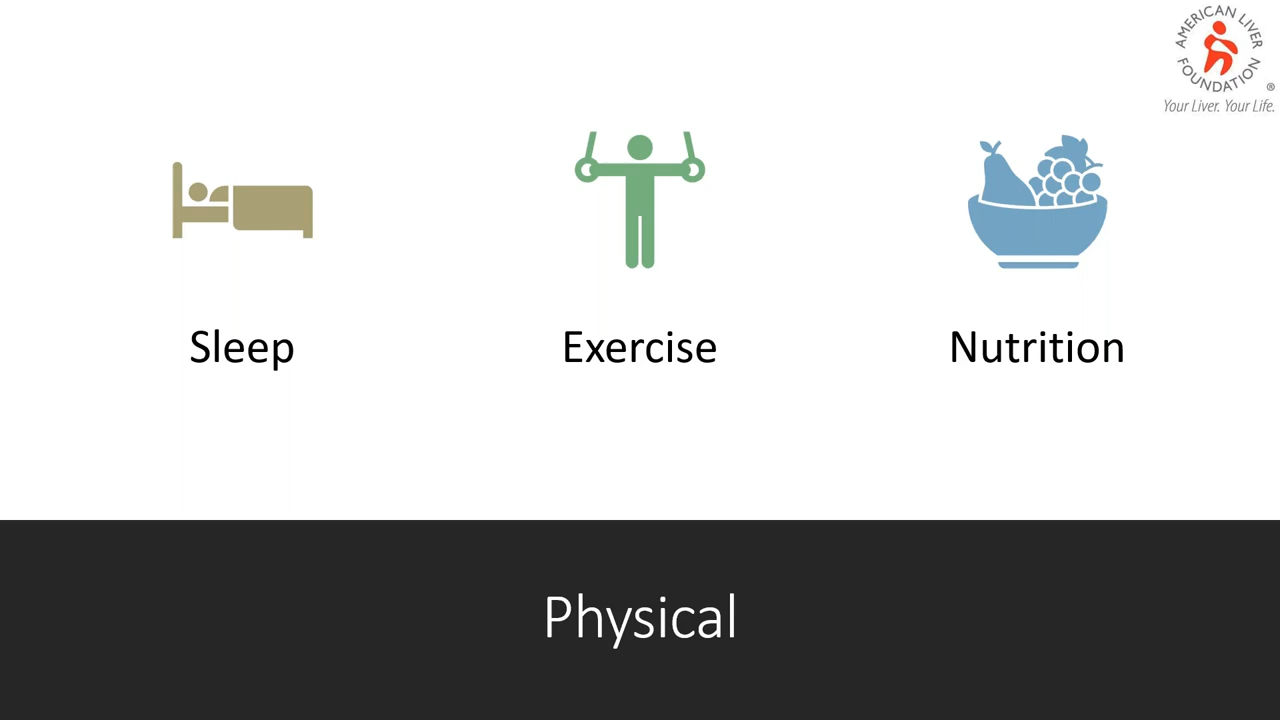 AMERICAN LIVER
FOUNDATION
®
Your Liver. Your Life.
Sleep
Exercise
Nutrition
Physical